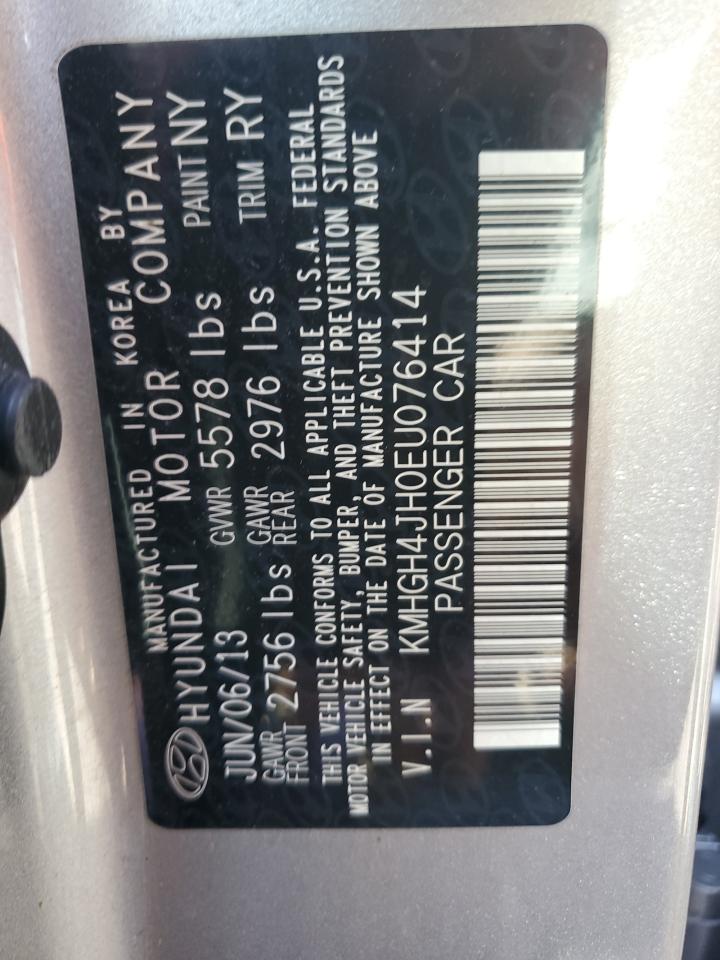 MANUFACTURED IN KOREA BY
HYUNDAI MOTOR COMPANY
JUN/06/13 GVWR 5578 lbs PAINT NY
GAWR FRONT 2756 lbs GAWR REAR 2976 lbs TRIM RY
THIS VEHICLE CONFORMS TO ALL APPLICABLE U.S.A. FEDERAL
MOTOR VEHICLE SAFETY, BUMPER, AND THEFT PREVENTION STANDARDS
IN EFFECT ON THE DATE OF MANUFACTURE SHOWN ABOVE
V.I.N KMHGH4JH0EU076414
PASSENGER CAR